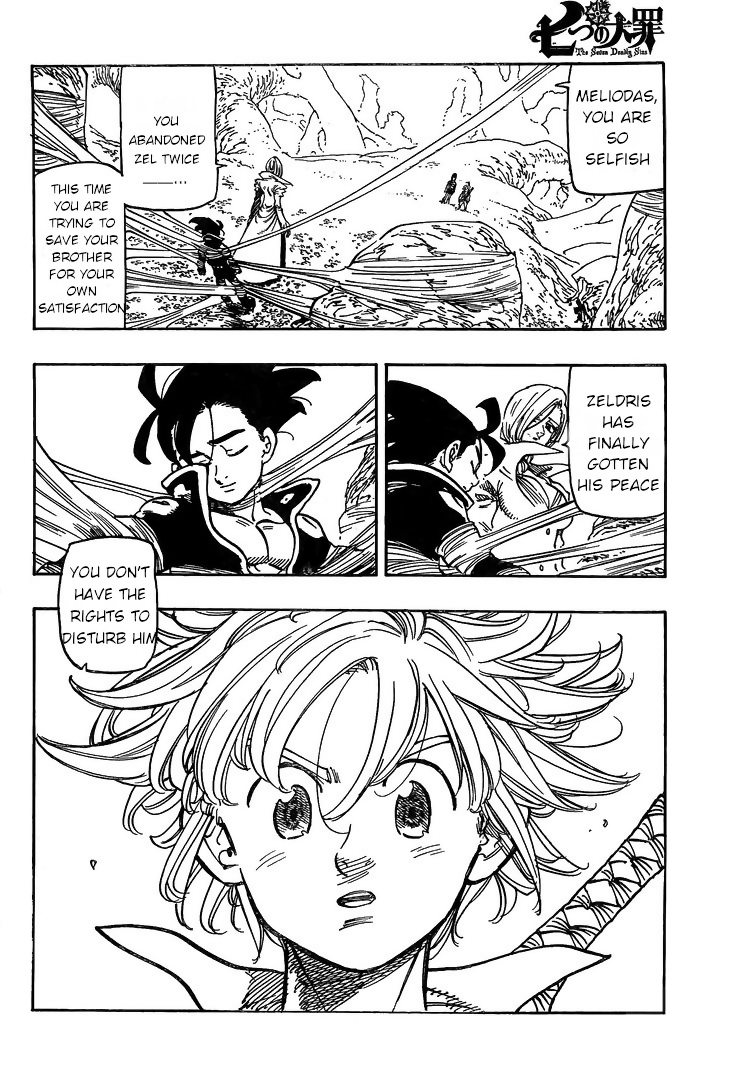 七つの大罪
The Seven Deadly Sins
MELIODAS,
YOU ARE
SO
SELFISH
YOU
ABANDONED
ZEL TWICE
———...
THIS TIME
YOU ARE
TRYING TO
SAVE YOUR
BROTHER
FOR YOUR
OWN
SATISFACTION
ZELDRIS
HAS
FINALLY
GOTTEN
HIS PEACE
YOU DON'T
HAVE THE
RIGHTS TO
DISTURB HIM